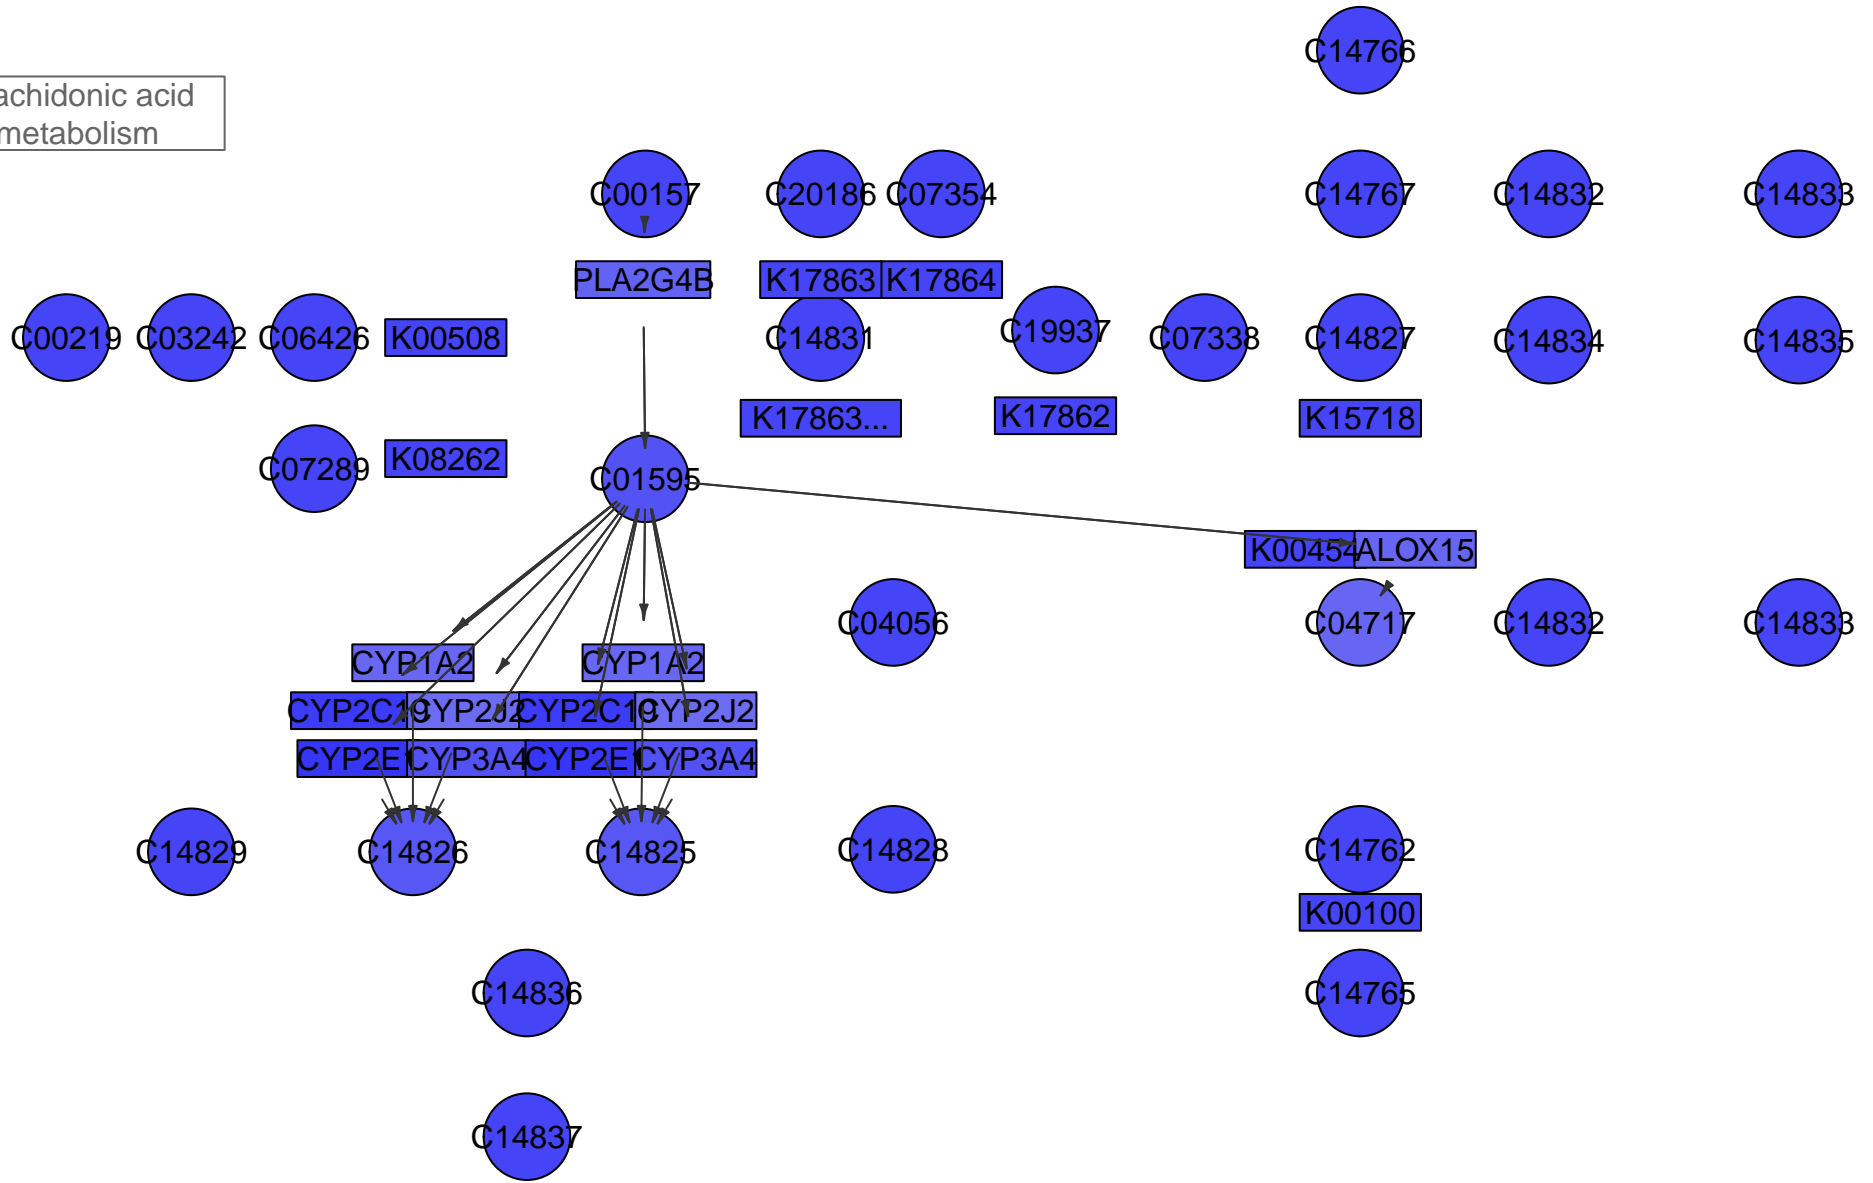 C14766
achidonic acid
metabolism
C00157
C20186
C07354
C14767
C14832
C14833
PLA2G4B
K17863
K17864
C00219
C03242
C06426
K00508
C14831
C19937
C07338
C14827
C14834
C14835
K17863...
K17862
K15718
C07289
K08262
C01595
K00454
ALOX15
C04056
C04717
C14832
C14833
CYP1A2
CYP1A2
CYP2C19
CYP2J2
CYP2C19
CYP2J2
CYP2E1
CYP3A4
CYP2E1
CYP3A4
C14829
C14826
C14825
C14828
C14762
K00100
C14836
C14765
C14837